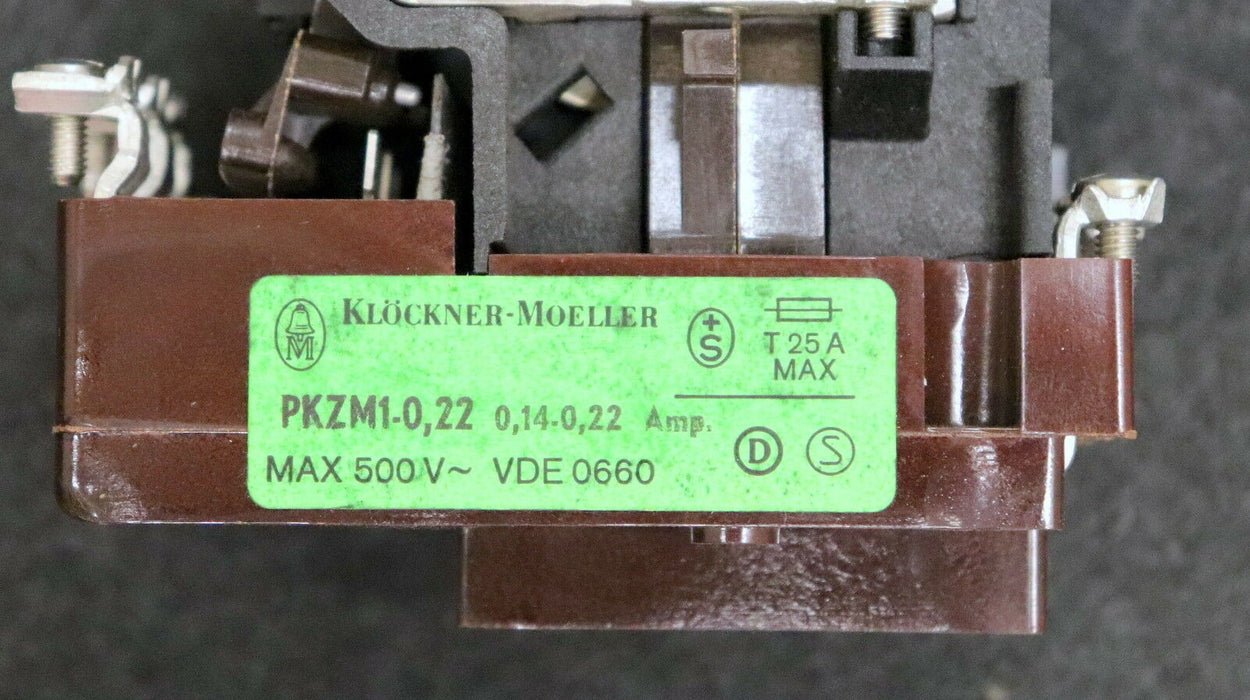 KLÖCKNER-MOELLER
M
+
S
T 25 A
MAX
PKZM1-0,22 0,14-0,22 Amp.
D S
MAX 500 V~ VDE 0660